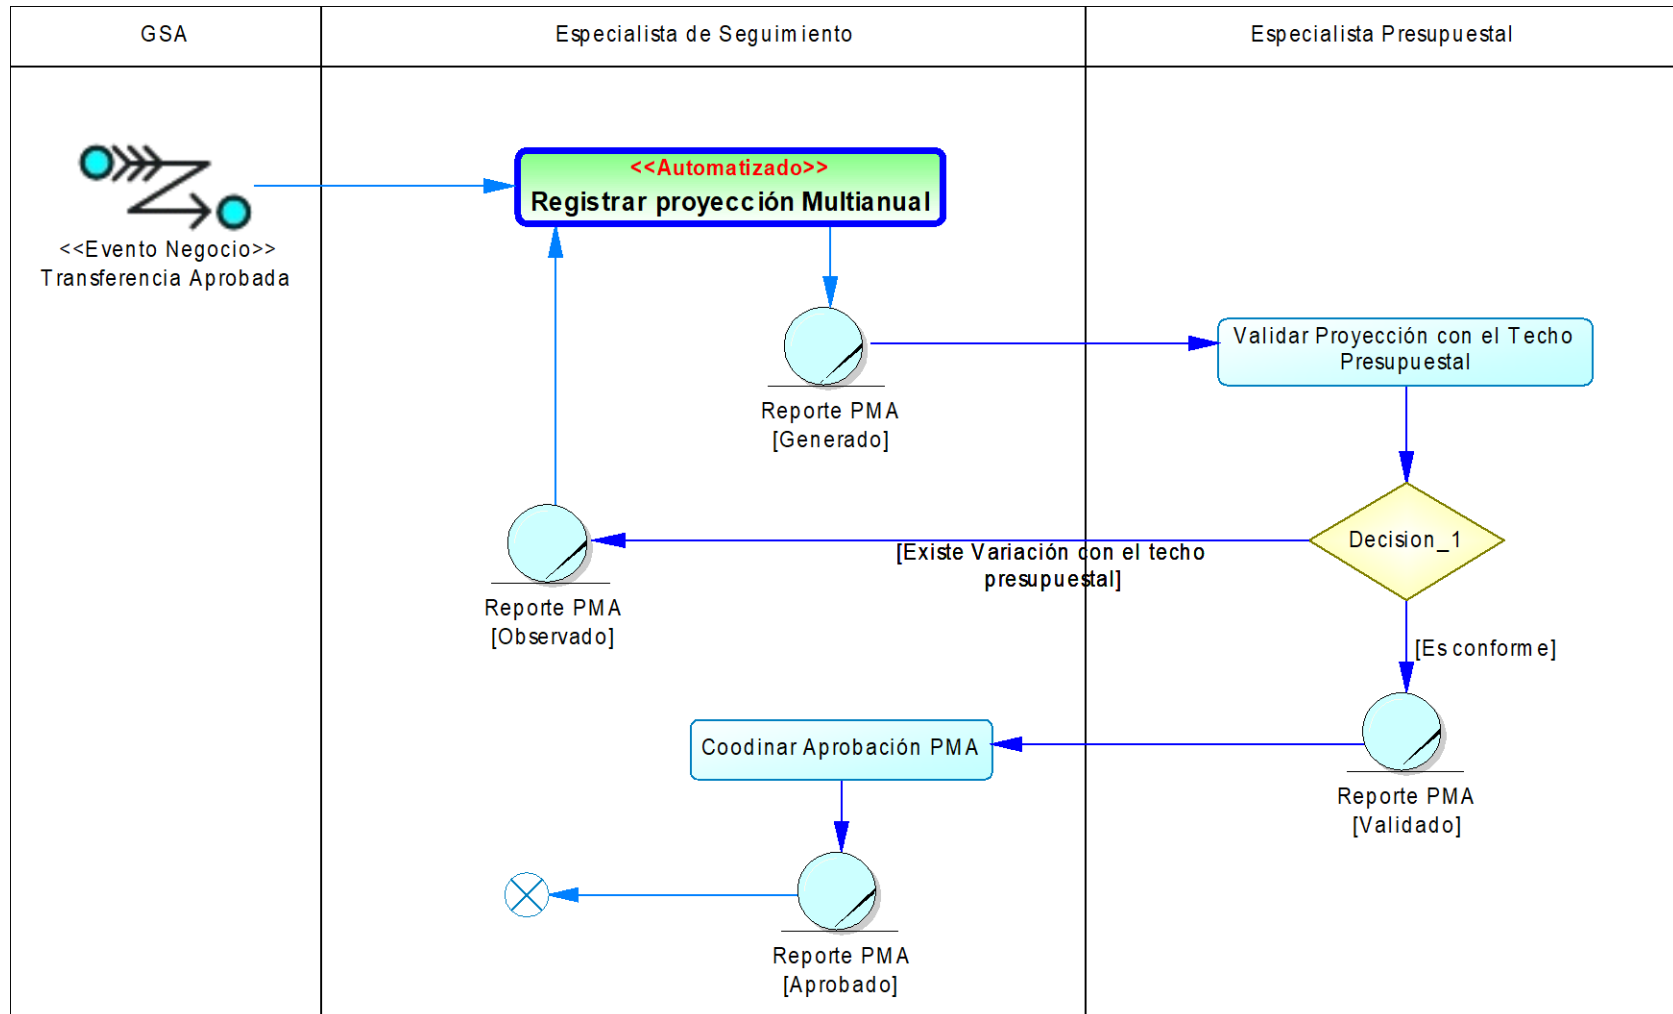 GSA
Especialista de Seguimiento
Especialista Presupuestal
<<Evento Negocio>>
Transferencia Aprobada
<<Automatizado>>
Registrar proyección Multianual
Reporte PMA
[Generado]
Validar Proyección con el Techo
Presupuestal
Decision_1
[Existe Variación con el techo
presupuestal]
Reporte PMA
[Observado]
[Es conforme]
Coodinar Aprobación PMA
Reporte PMA
[Validado]
Reporte PMA
[Aprobado]